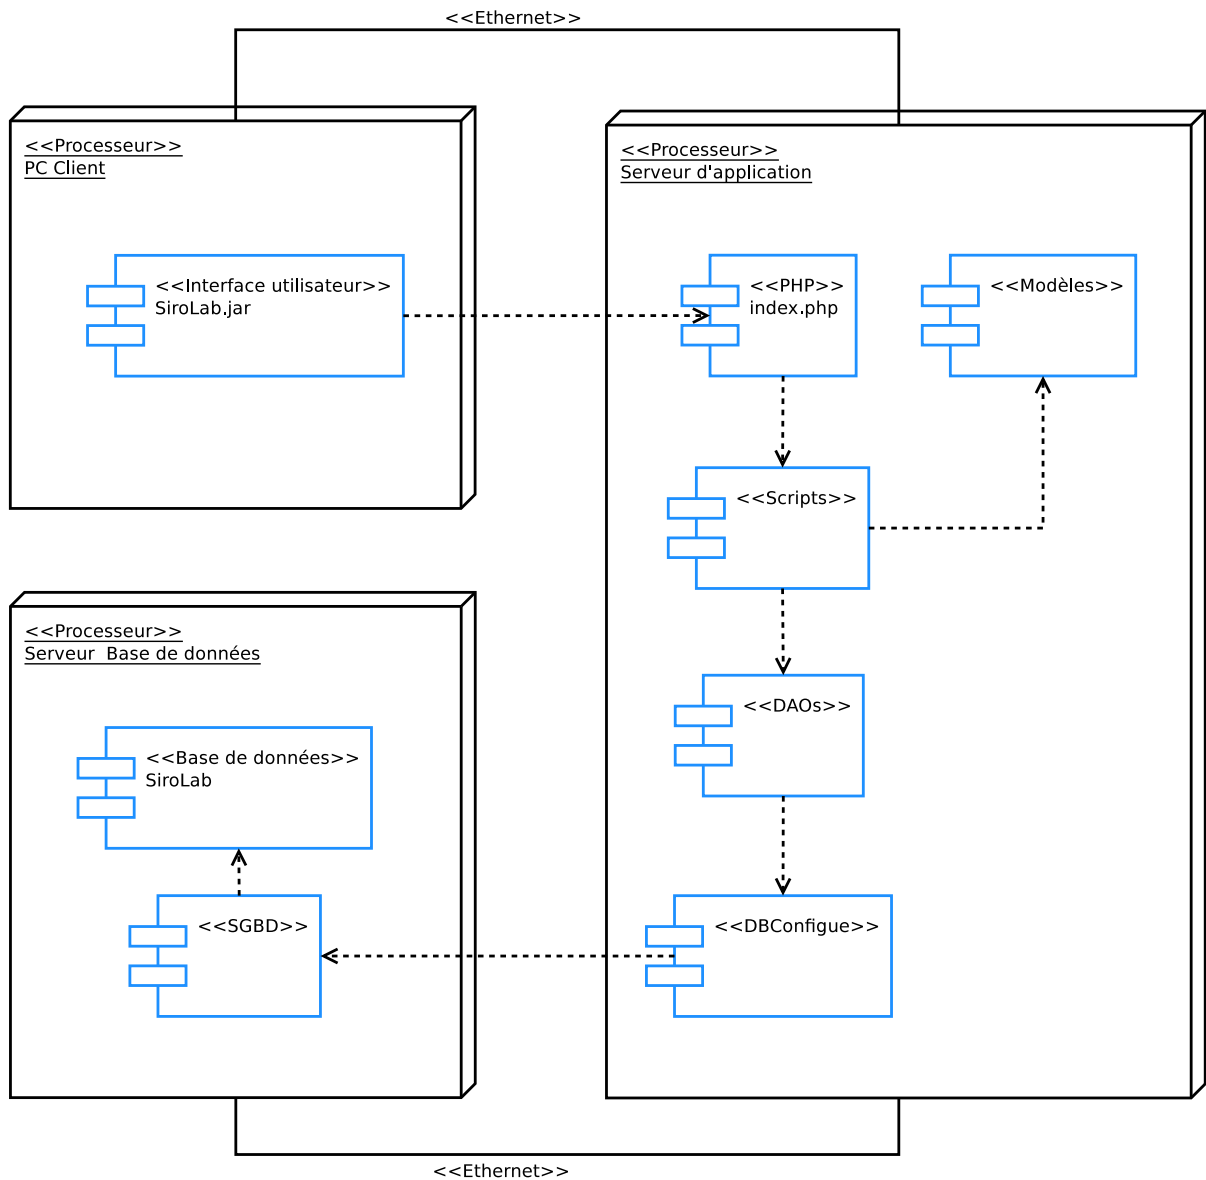 <<Ethernet>>
<<Processeur>>
PC Client
<<Interface utilisateur>>
SiroLab.jar
<<Processeur>>
Serveur d'application
<<PHP>>
index.php
<<Modèles>>
<<Scripts>>
<<DAOs>>
<<DBConfigue>>
<<Processeur>>
Serveur  Base de données
<<Base de données>>
SiroLab
<<SGBD>>
<<Ethernet>>